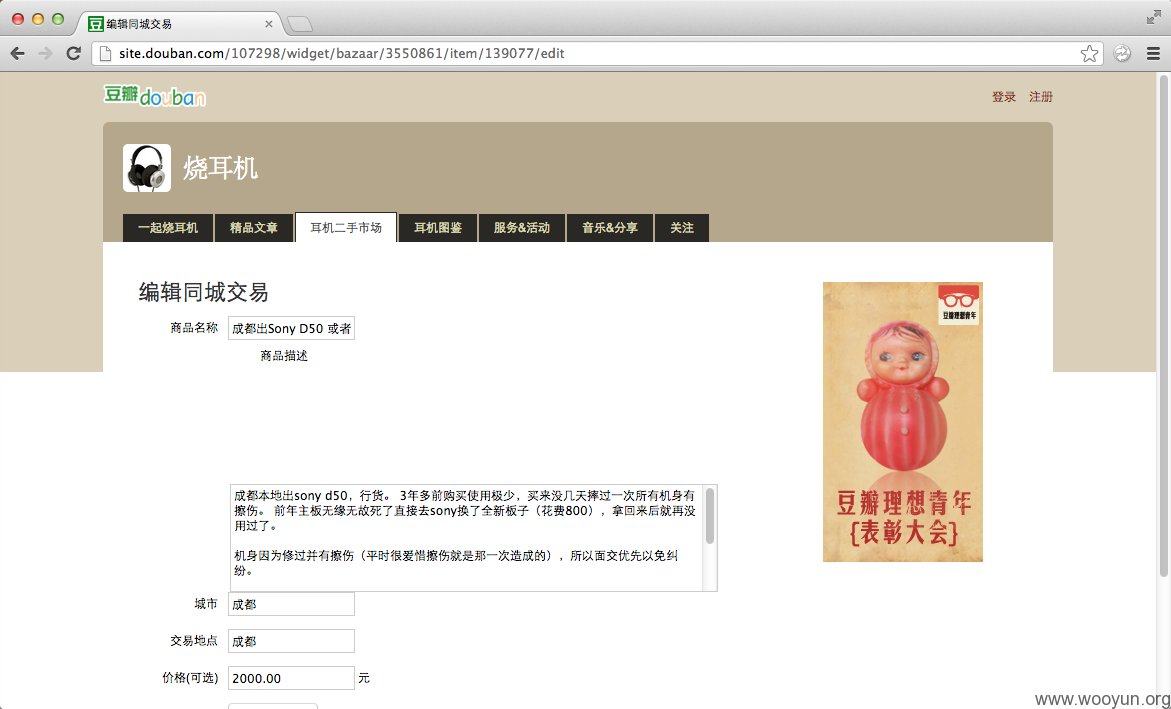 编辑同城交易
site.douban.com/107298/widget/bazaar/3550861/item/139077/edit
豆瓣douban
登录 注册
烧耳机
一起烧耳机 精品文章 耳机二手市场 耳机图鉴 服务&活动 音乐&分享 关注
编辑同城交易
豆瓣理想青年
商品名称 成都出Sony D50 或者
商品描述
成都本地出sony d50，行货。 3年多前购买使用极少，买来没几天摔过一次所有机身有
擦伤。 前年主板无缘无故死了直接去sony换了全新板子（花费800），拿回来后就再没
用过了。
机身因为修过并有擦伤（平时很爱惜擦伤就是那一次造成的），所以面交优先以免纠
纷。
豆瓣理想青年
{表彰大会}
城市 成都
交易地点 成都
价格(可选) 2000.00 元
www.wooyun.org